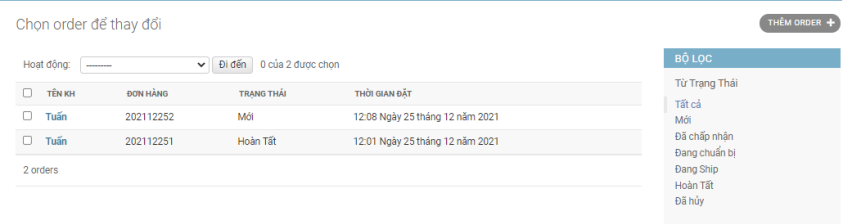 Chọn order để thay đổi
THÊM ORDER +
Hoạt động: --------- Đi đến 0 của 2 được chọn
TÊN KH ĐƠN HÀNG TRẠNG THÁI THỜI GIAN ĐẶT
Tuấn 202112252 Mới 12:08 Ngày 25 tháng 12 năm 2021
Tuấn 202112251 Hoàn Tất 12:01 Ngày 25 tháng 12 năm 2021
2 orders
BỘ LỌC
Từ Trạng Thái
Tất cả
Mới
Đã chấp nhận
Đang chuẩn bị
Đang Ship
Hoàn Tất
Đã hủy